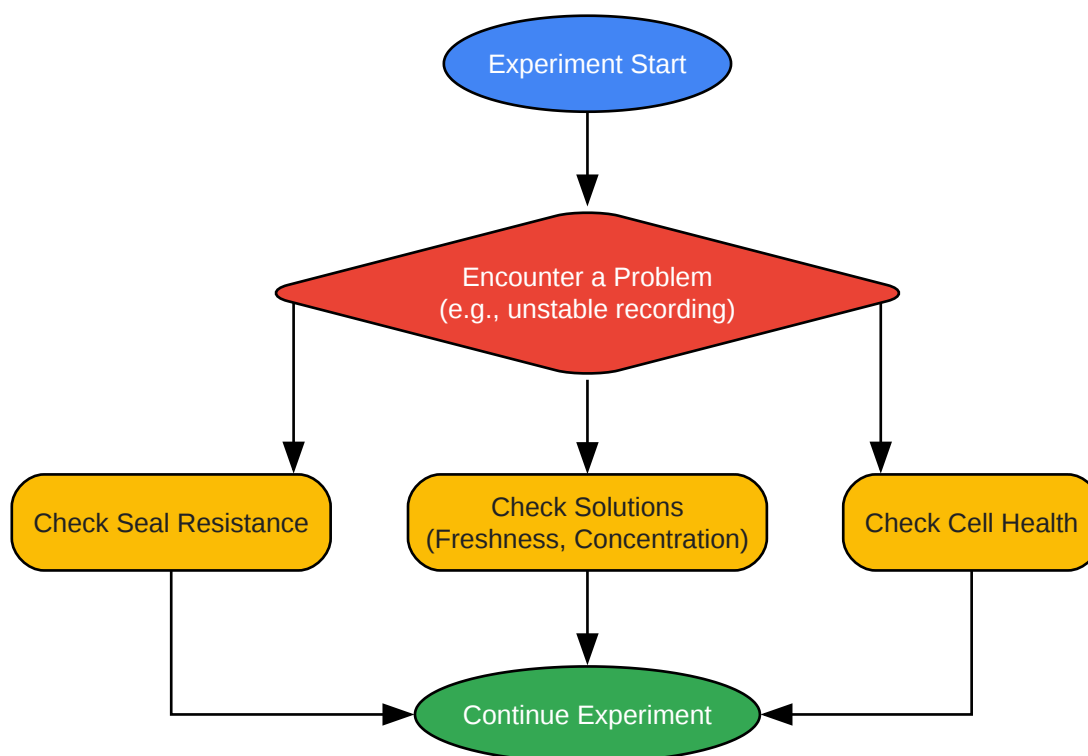 Experiment Start
Encounter a Problem
(e.g., unstable recording)
Check Seal Resistance
Check Solutions
(Freshness, Concentration)
Check Cell Health
Continue Experiment